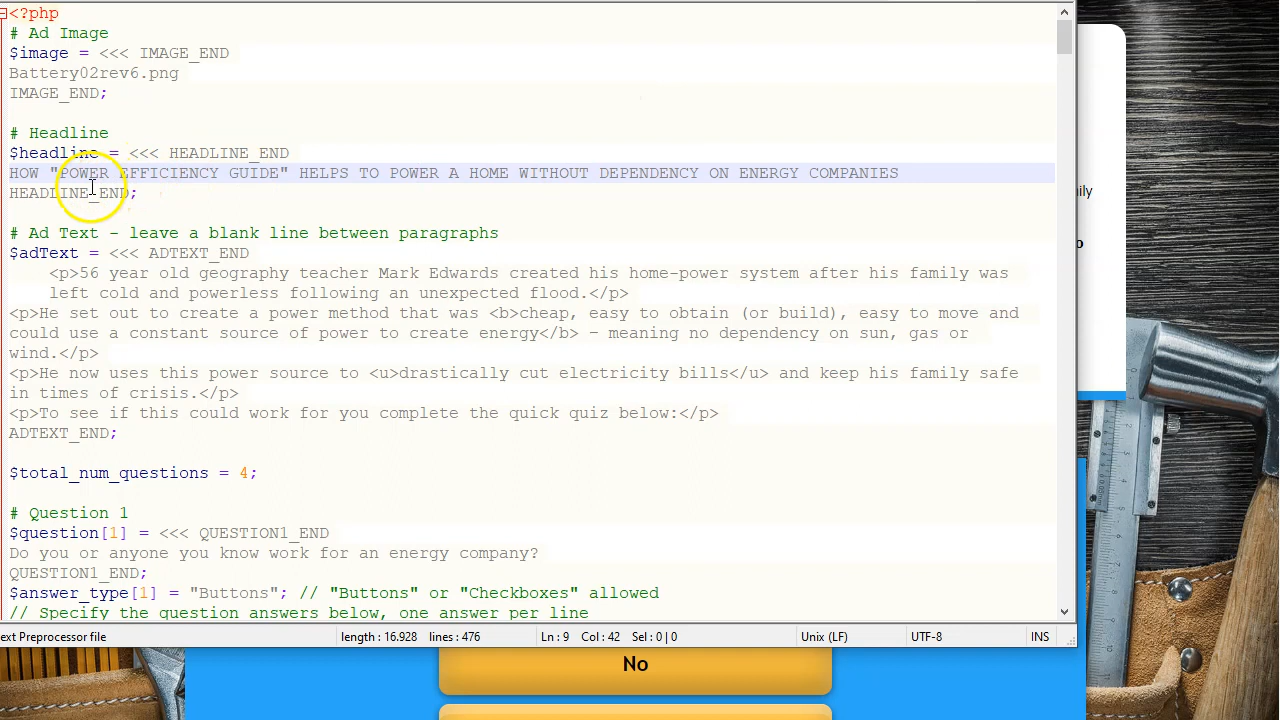 <?php
# Ad Image
$image = <<< IMAGE_END
Battery02rev6.png
IMAGE_END;
# Headline
$headline = <<< HEADLINE_END
HOW "POWER EFFICIENCY GUIDE" HELPS TO POWER A HOME WITHOUT DEPENDENCY ON ENERGY COMPANIES
HEADLINE_END;
# Ad Text - leave a blank line between paragraphs
$adText = <<< ADTEXT_END
<p>56 year old geography teacher Mark Edwards created his home-power system after his family was
left cold and powerless following an unexpected flood.</p>
<p>He set out to create a power method that was <b>cheap, easy to obtain (or build), easy to move and
could use a constant source of power to create energy</b> - meaning no dependency on sun, gas or
wind.</p>
<p>He now uses this power source to <u>drastically cut electricity bills</u> and keep his family safe
in times of crisis.</p>
<p>To see if this could work for you complete the quick quiz below:</p>
ADTEXT_END;
$total_num_questions = 4;
# Question 1
$question[1] = <<< QUESTION1_END
Do you or anyone you know work for an energy company?
QUESTION1_END;
$answer_type[1] = "Buttons"; // "Buttons" or "Checkboxes" allowed
// Specify the question answers below, one answer per line
ext Preprocessor file length : 16,928 lines : 476 Ln : 9 Col : 42 Sel : 0 | 0 Unix (LF) UTF-8 INS
ily
o
No